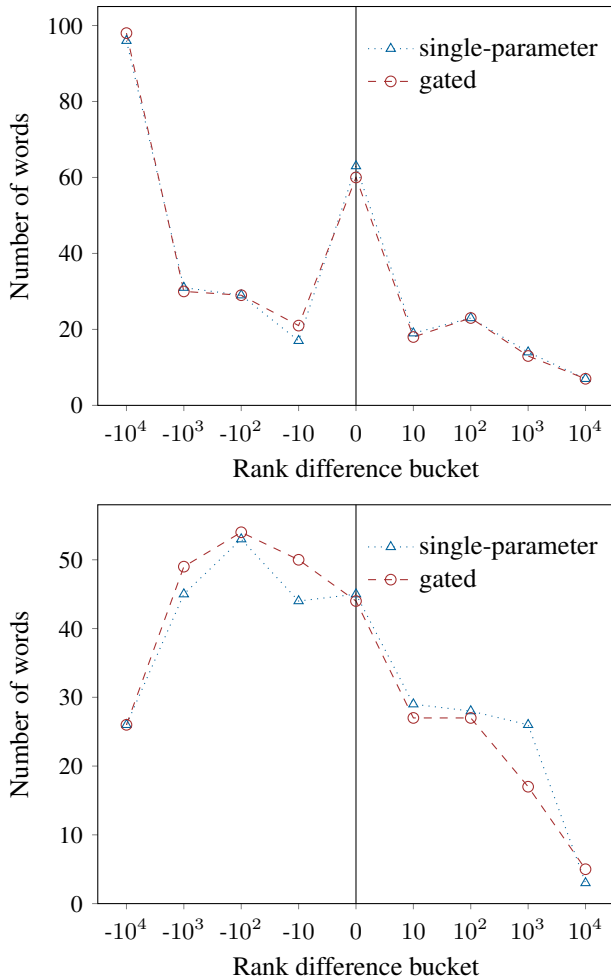 100
80
60
40
20
0
Number of words
single-parameter
gated
-10⁴ -10³ -10² -10 0 10 10² 10³ 10⁴
Rank difference bucket
50
40
30
20
10
0
Number of words
single-parameter
gated
-10⁴ -10³ -10² -10 0 10 10² 10³ 10⁴
Rank difference bucket